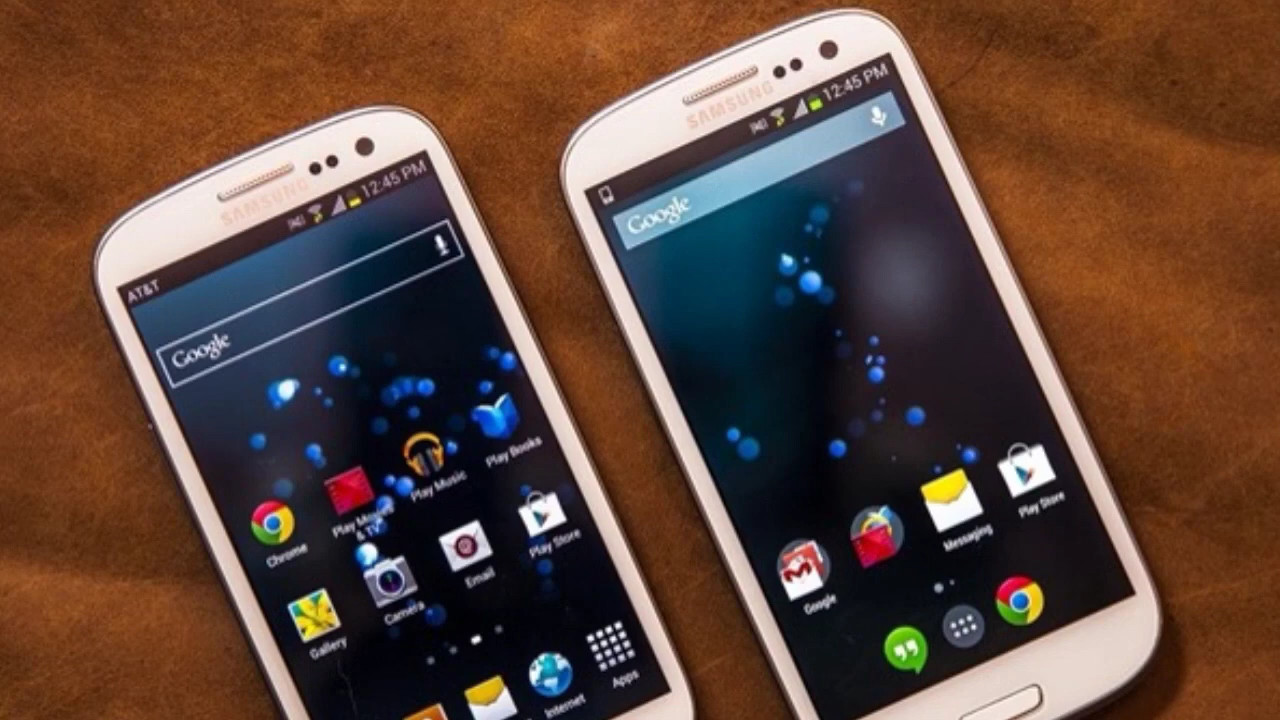 SAMSUNG
12:45 PM
AT&T
Google
Play Books
Play Music
Play Movies
& TV
Chrome
Play Store
Email
Camera
Gallery
Apps
Internet
SAMSUNG
12:45 PM
Google
Play Store
Messaging
Google